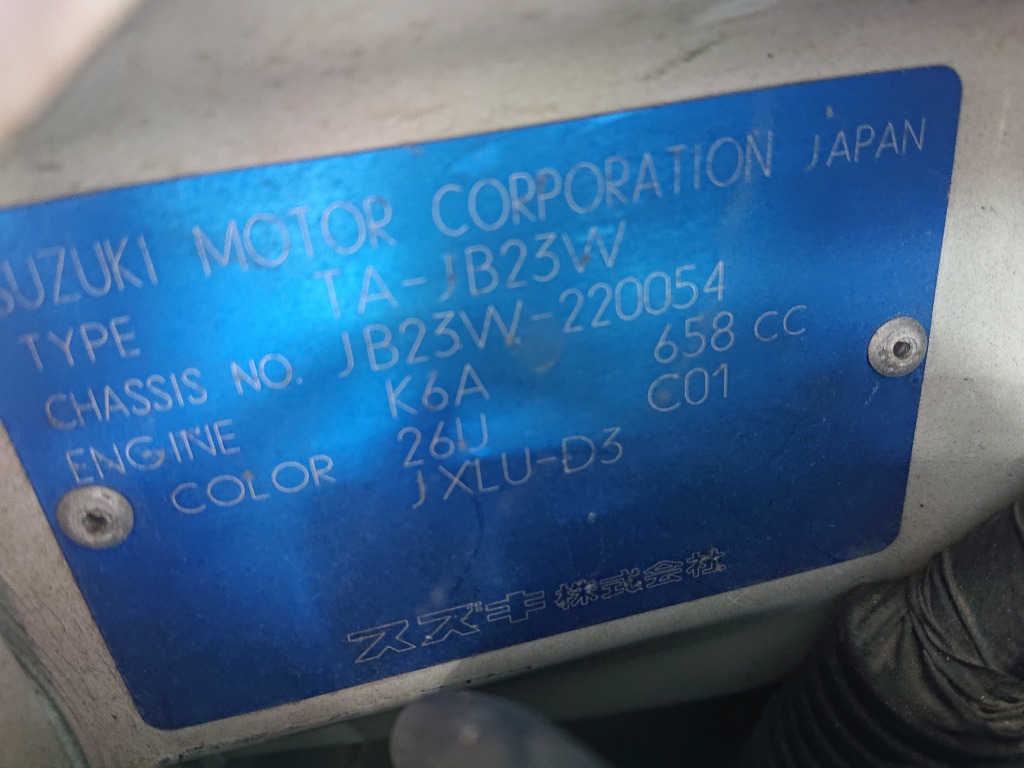 SUZUKI MOTOR CORPORATION JAPAN
TYPE TA-JB23W
CHASSIS NO. JB23W-220054
ENGINE K6A 658 CC
COLOR 26U C01
JXLU-D3
スズキ株式会社